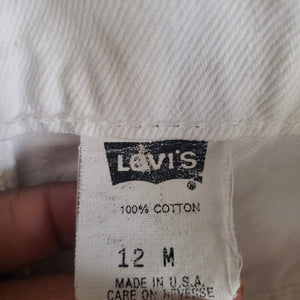 LEVI'S
®
100% COTTON
12 M
MADE IN U.S.A.
CARE ON REVERSE